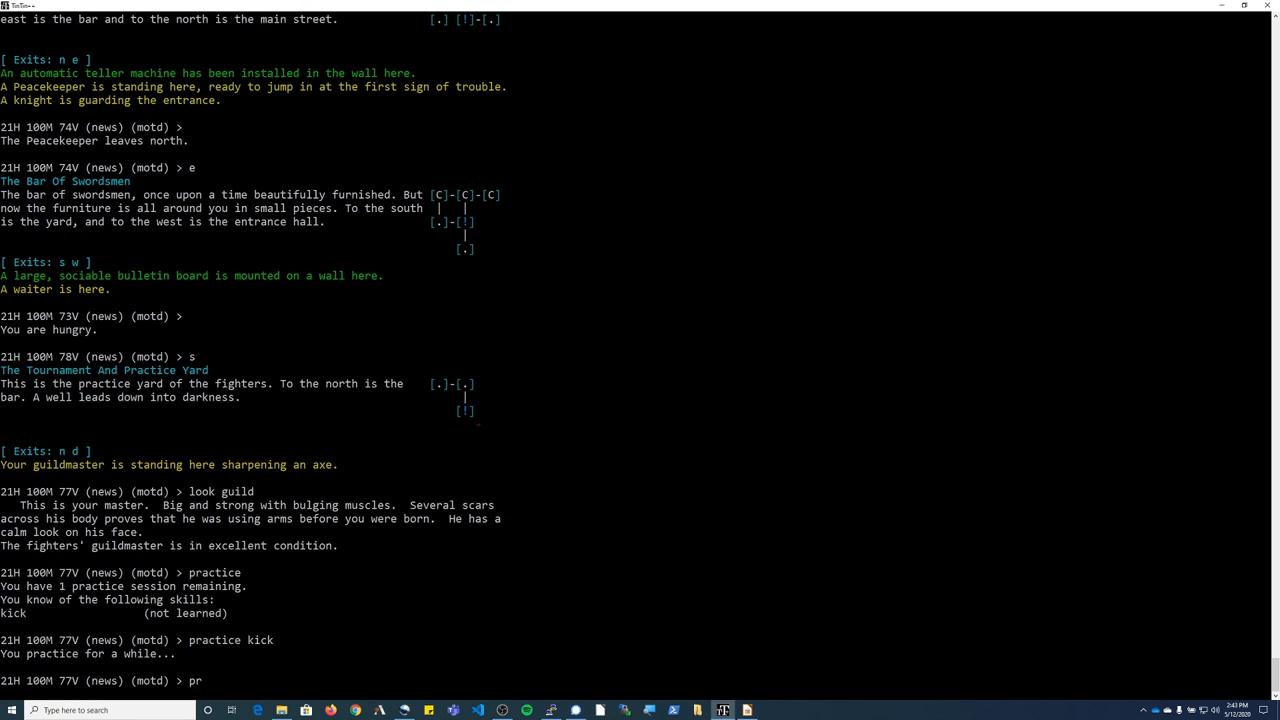 TinTin++
east is the bar and to the north is the main street. [.] [!]-[.]
[ Exits: n e ]
An automatic teller machine has been installed in the wall here.
A Peacekeeper is standing here, ready to jump in at the first sign of trouble.
A knight is guarding the entrance.
21H 100M 74V (news) (motd) >
The Peacekeeper leaves north.
21H 100M 74V (news) (motd) > e
The Bar Of Swordsmen
The bar of swordsmen, once upon a time beautifully furnished. But [C]-[C]-[C]
now the furniture is all around you in small pieces. To the south | |
is the yard, and to the west is the entrance hall. [.]-[!]
|
[.]
[ Exits: s w ]
A large, sociable bulletin board is mounted on a wall here.
A waiter is here.
21H 100M 73V (news) (motd) >
You are hungry.
21H 100M 78V (news) (motd) > s
The Tournament And Practice Yard
This is the practice yard of the fighters. To the north is the [.]-[.]
bar. A well leads down into darkness. |
[!]
-
[ Exits: n d ]
Your guildmaster is standing here sharpening an axe.
21H 100M 77V (news) (motd) > look guild
This is your master. Big and strong with bulging muscles. Several scars
across his body proves that he was using arms before you were born. He has a
calm look on his face.
The fighters' guildmaster is in excellent condition.
21H 100M 77V (news) (motd) > practice
You have 1 practice session remaining.
You know of the following skills:
kick (not learned)
21H 100M 77V (news) (motd) > practice kick
You practice for a while...
21H 100M 77V (news) (motd) > pr
Type here to search
2:43 PM
5/12/2020